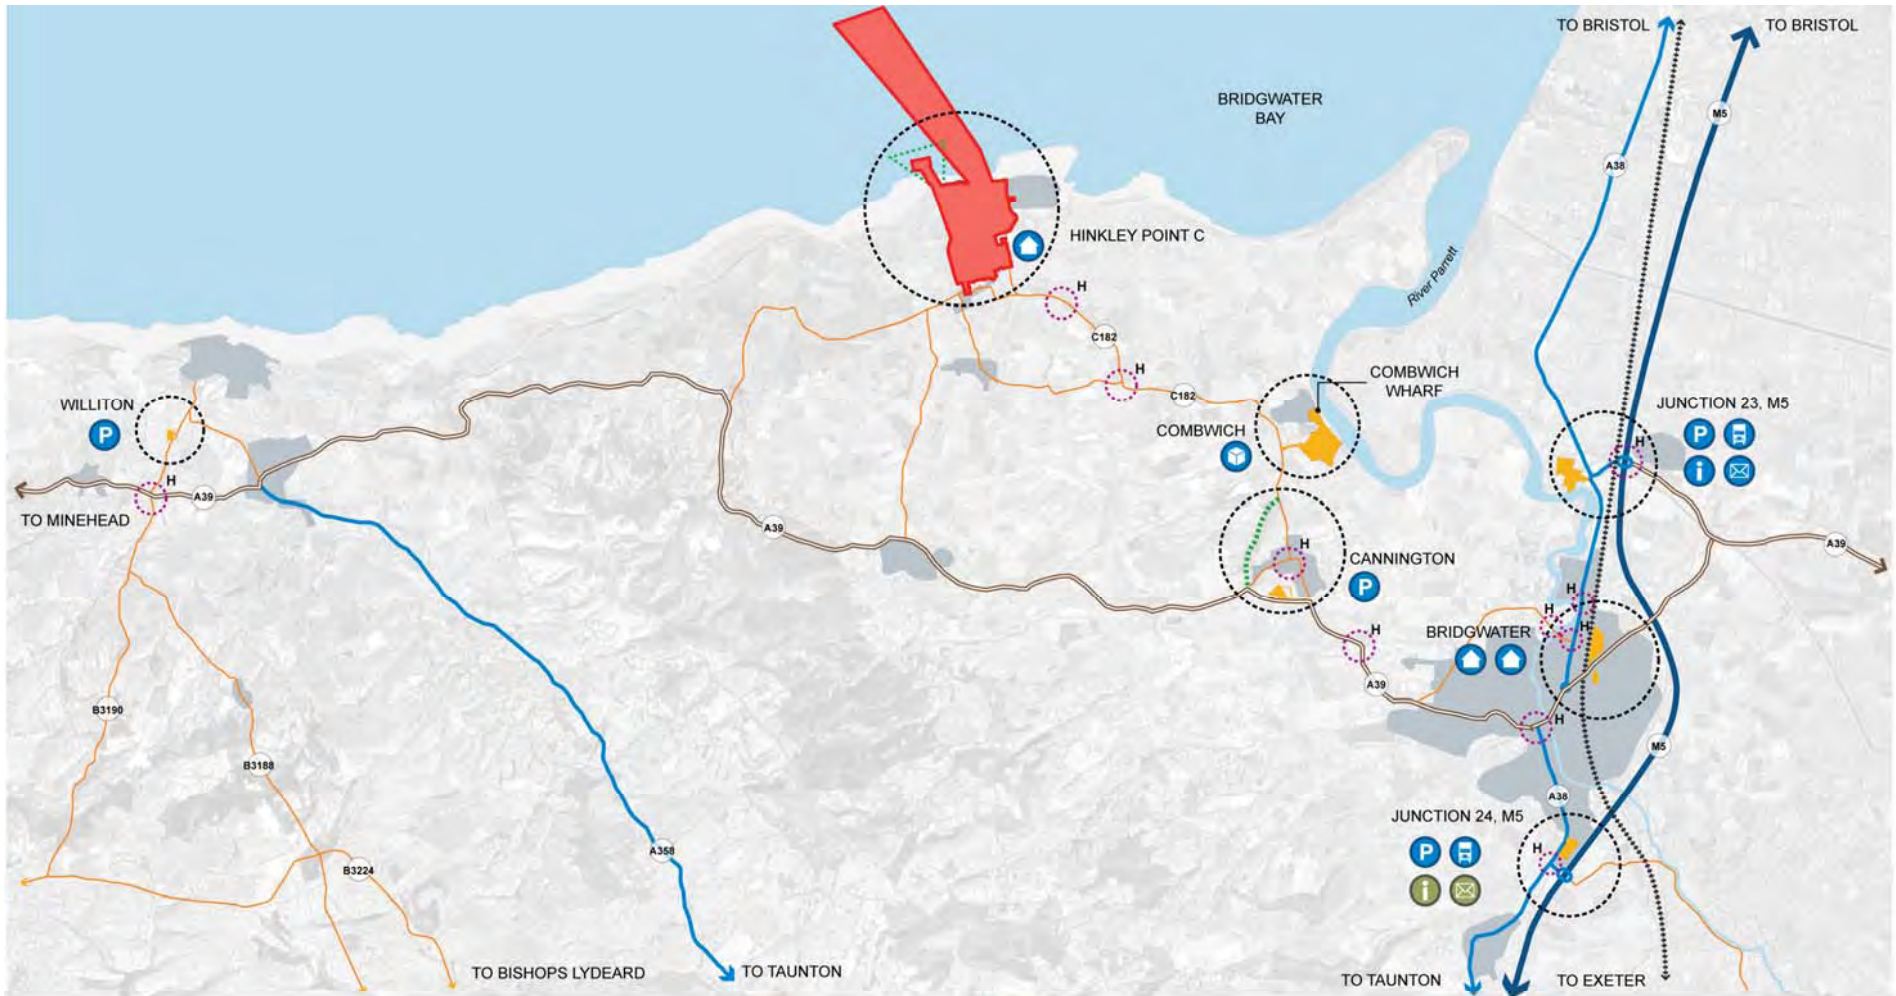 TO BRISTOL
TO BRISTOL
BRIDGWATER
BAY
M5
A38
HINKLEY POINT C
River Parrett
H
C182
H
C182
COMBWICH
WHARF
WILLITON
P
COMBWICH
JUNCTION 23, M5
P
i
H
H
A39
TO MINEHEAD
A39
A39
H
CANNINGTON
P
H
H
H
H
BRIDGWATER
A39
H
B3190
B3188
M5
A38
JUNCTION 24, M5
P
i
H
A358
B3224
TO BISHOPS LYDEARD
TO TAUNTON
TO TAUNTON
TO EXETER